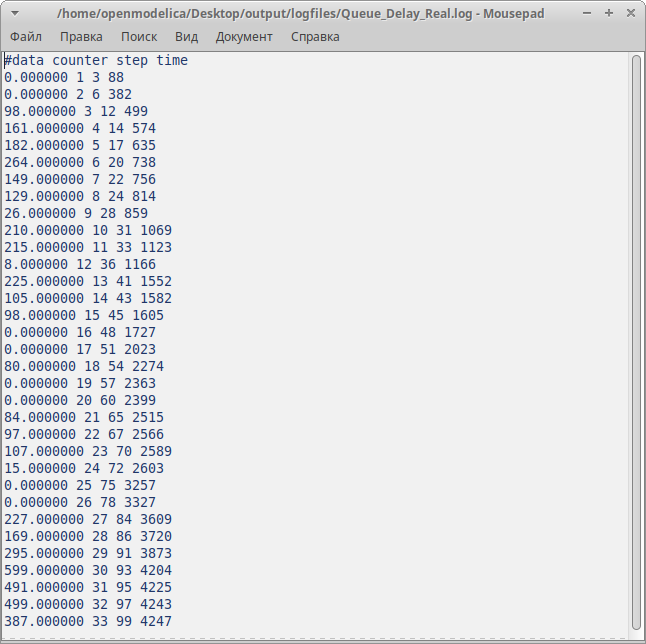 /home/openmodelica/Desktop/output/logfiles/Queue_Delay_Real.log - Mousepad
Файл Правка Поиск Вид Документ Справка
#data counter step time
0.000000 1 3 88
0.000000 2 6 382
98.000000 3 12 499
161.000000 4 14 574
182.000000 5 17 635
264.000000 6 20 738
149.000000 7 22 756
129.000000 8 24 814
26.000000 9 28 859
210.000000 10 31 1069
215.000000 11 33 1123
8.000000 12 36 1166
225.000000 13 41 1552
105.000000 14 43 1582
98.000000 15 45 1605
0.000000 16 48 1727
0.000000 17 51 2023
80.000000 18 54 2274
0.000000 19 57 2363
0.000000 20 60 2399
84.000000 21 65 2515
97.000000 22 67 2566
107.000000 23 70 2589
15.000000 24 72 2603
0.000000 25 75 3257
0.000000 26 78 3327
227.000000 27 84 3609
169.000000 28 86 3720
295.000000 29 91 3873
599.000000 30 93 4204
491.000000 31 95 4225
499.000000 32 97 4243
387.000000 33 99 4247